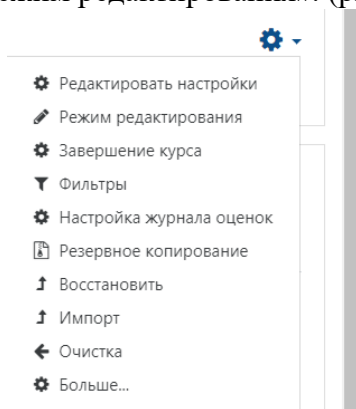 Редактировать настройки
Режим редактирования
Завершение курса
Фильтры
Настройка журнала оценок
Резервное копирование
Восстановить
Импорт
Очистка
Больше...